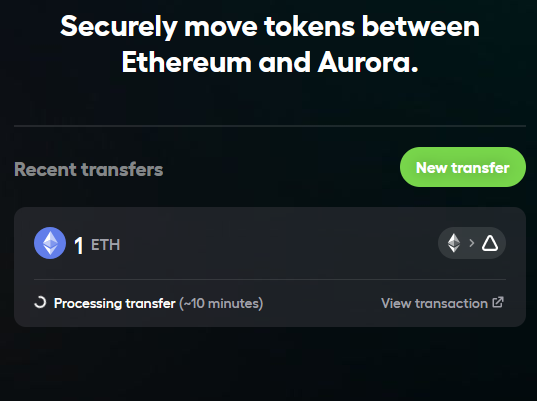 Securely move tokens between
Ethereum and Aurora.
Recent transfers
New transfer
1 ETH
Processing transfer (~10 minutes)
View transaction